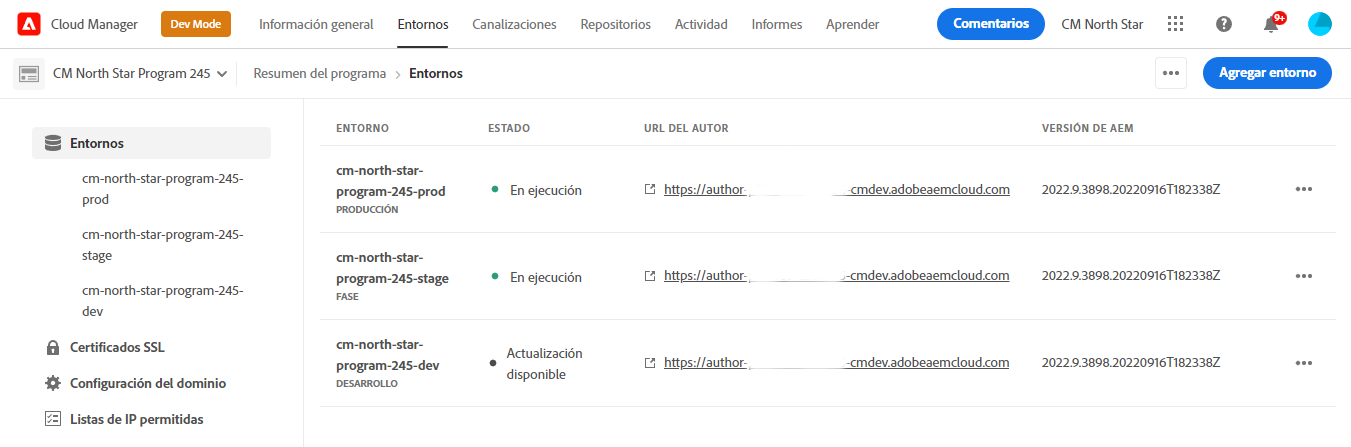 Cloud Manager Dev Mode Información general Entornos Canalizaciones Repositorios Actividad Informes Aprender Comentarios CM North Star 9+
CM North Star Program 245 Resumen del programa > Entornos Agregar entorno
Entornos
cm-north-star-program-245-
prod
cm-north-star-program-245-
stage
cm-north-star-program-245-
dev
Certificados SSL
Configuración del dominio
Listas de IP permitidas
ENTORNO ESTADO URL DEL AUTOR VERSIÓN DE AEM
cm-north-star-
program-245-prod
PRODUCCIÓN
En ejecución
https://author- -cmdev.adobeaemcloud.com
2022.9.3898.20220916T182338Z
cm-north-star-
program-245-stage
FASE
En ejecución
https://author- -cmdev.adobeaemcloud.com
2022.9.3898.20220916T182338Z
cm-north-star-
program-245-dev
DESARROLLO
Actualización
disponible
https://author- -cmdev.adobeaemcloud.com
2022.9.3898.20220916T182338Z